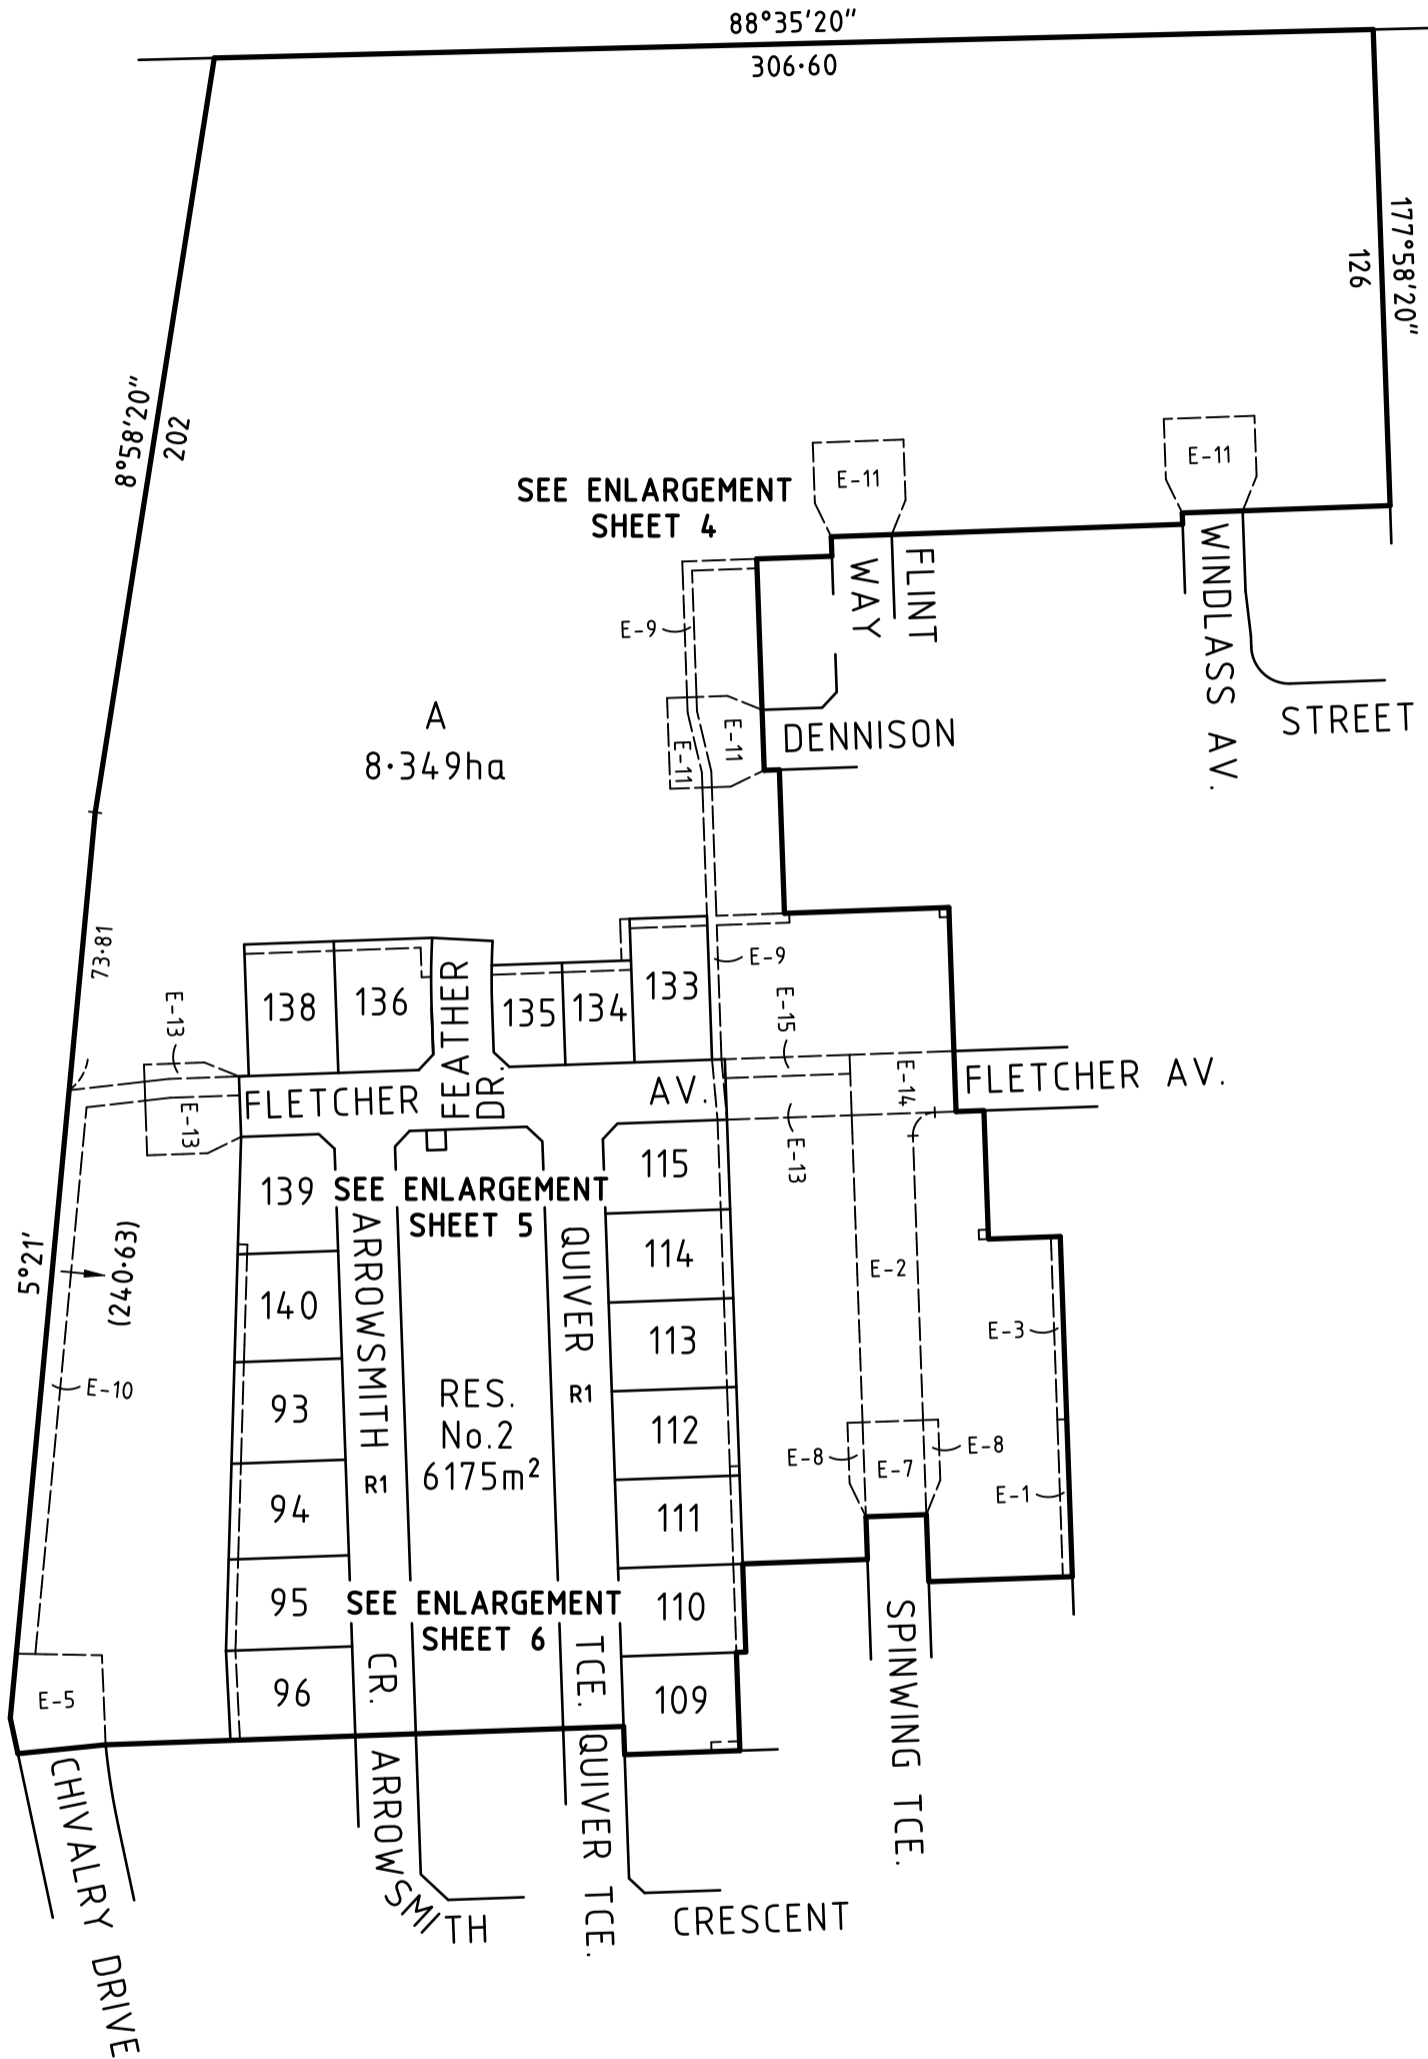 88°35'20"
306·60
177°58'20"
126
8°58'20"
202
E-11
E-11
SEE ENLARGEMENT
SHEET 4
FLINT
WAY
WINDLASS AV.
E-9
STREET
A
8·349ha
E-11
E-11
DENNISON
73·81
138
136
FEATHER
DR.
135
134
133
E-9
E-13
E-15
E-14
FLETCHER
AV.
FLETCHER AV.
E-13
E-13
139
SEE ENLARGEMENT
SHEET 5
115
5°21'
(240·63)
140
ARROWSMITH
QUIVER
114
E-2
113
E-3
E-10
93
RES.
No.2
6175m²
R1
R1
112
E-8
E-7
E-8
94
111
E-1
95
SEE ENLARGEMENT
SHEET 6
110
96
CR.
TCE.
109
E-5
SPINWING TCE.
CHIVALRY DRIVE
ARROWSMITH
QUIVER TCE.
CRESCENT